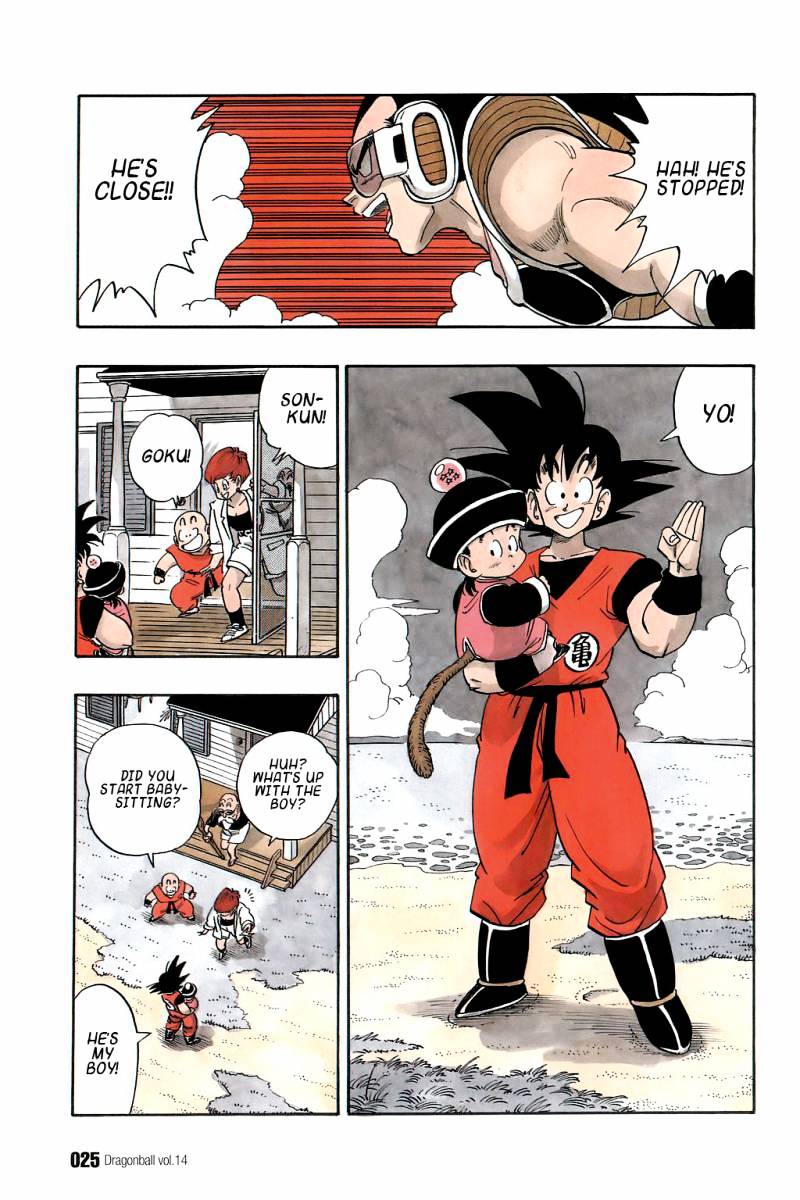 HAH! HE'S
STOPPED!
HE'S
CLOSE!!
YO!
亀
SON-
KUN!
GOKU!
HUH?
WHAT'S UP
WITH THE
BOY?
DID YOU
START BABY-
SITTING?
HE'S
MY
BOY!
025 Dragonball vol.14